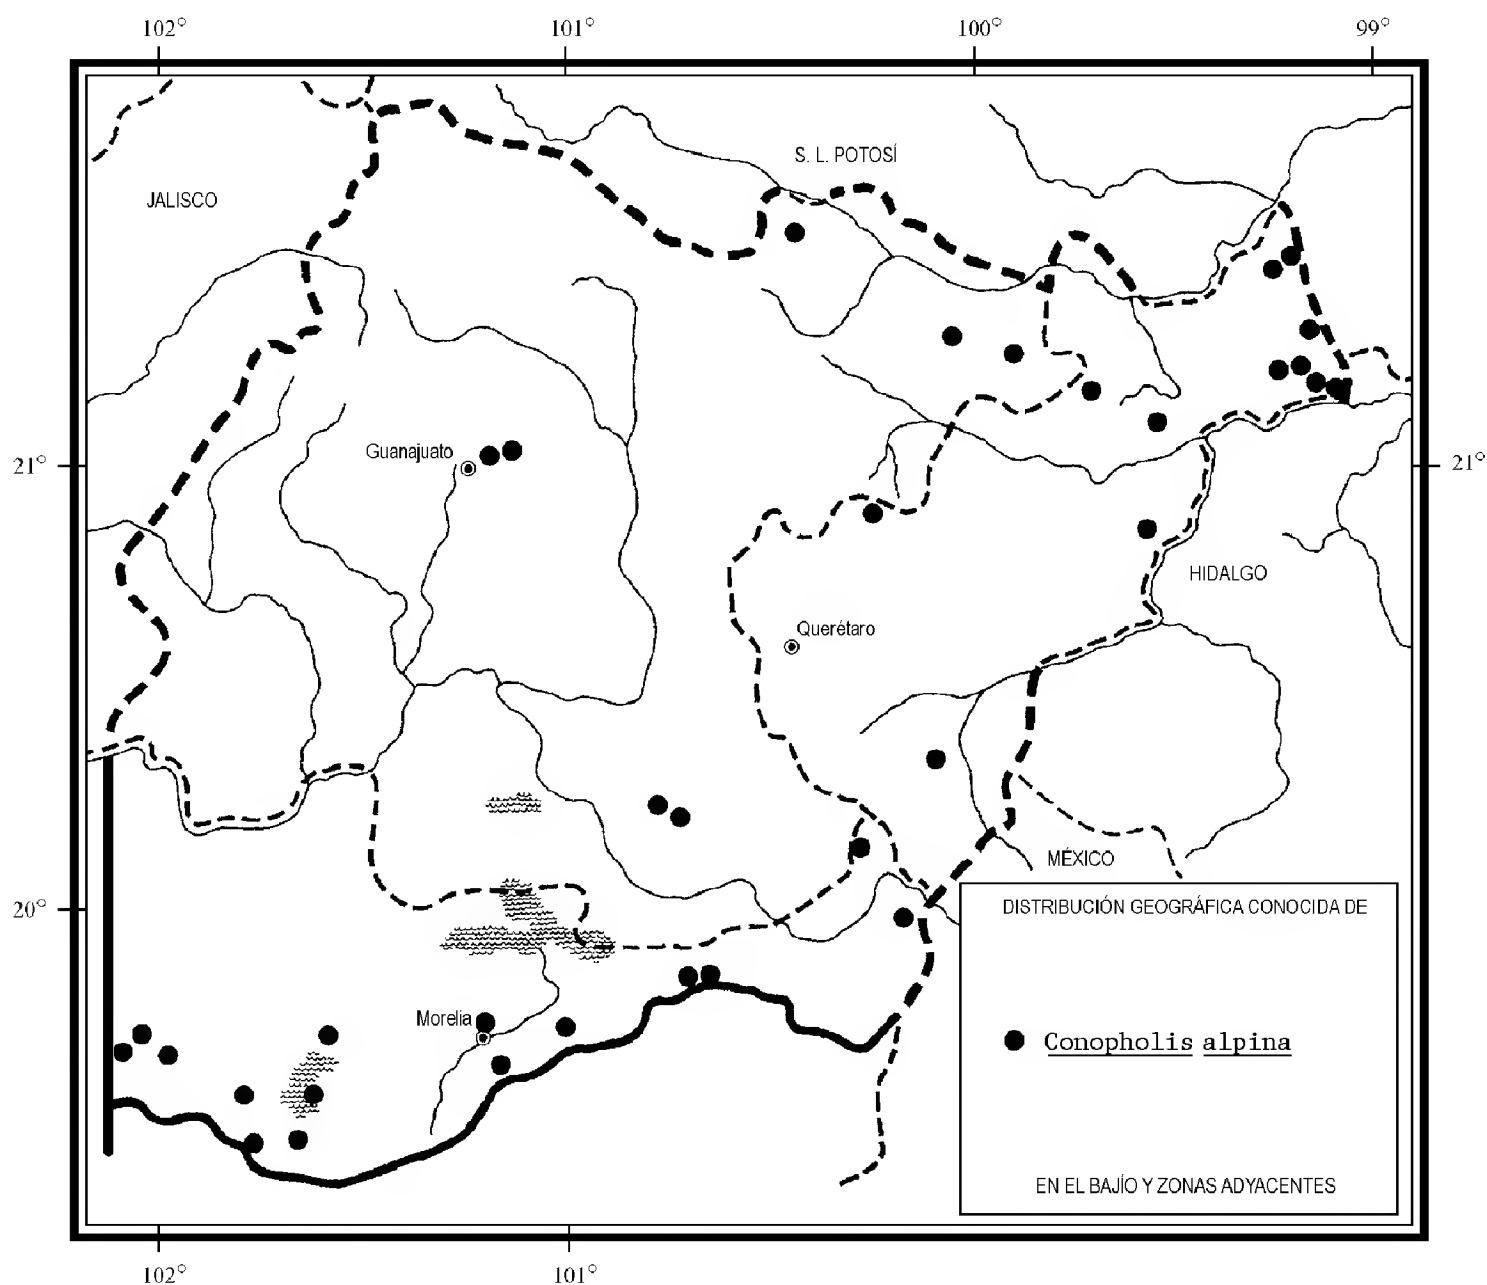 102° 101° 100° 99°
S. L. POTOSÍ
JALISCO
Guanajuato
21° 21°
HIDALGO
Querétaro
MÉXICO
20°
DISTRIBUCIÓN GEOGRÁFICA CONOCIDA DE
Morelia
Conopholis alpina
EN EL BAJÍO Y ZONAS ADYACENTES
102° 101°